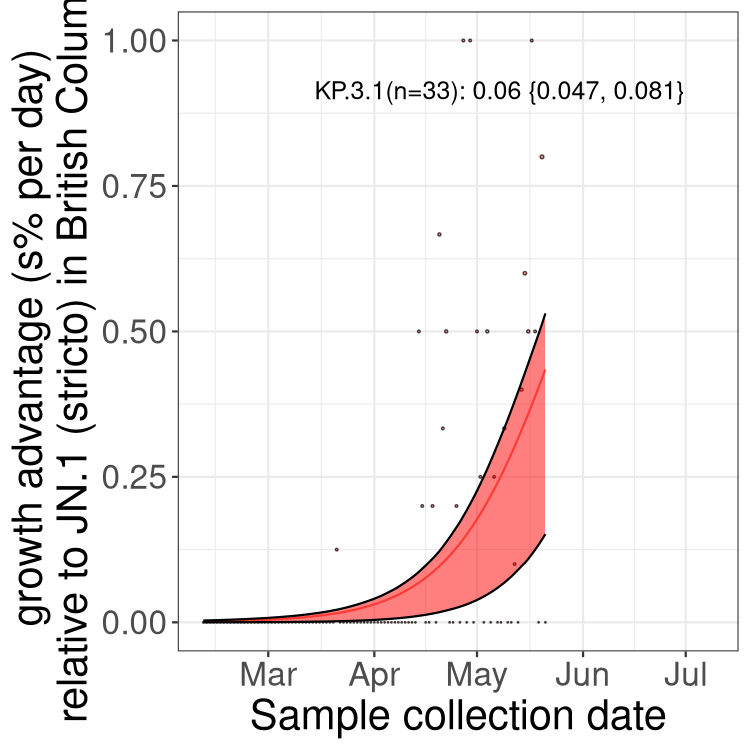 growth advantage (s% per day)
relative to JN.1 (stricto) in British Colum
1.00
0.75
0.50
0.25
0.00
KP.3.1(n=33): 0.06 {0.047, 0.081}
Mar Apr May Jun Jul
Sample collection date